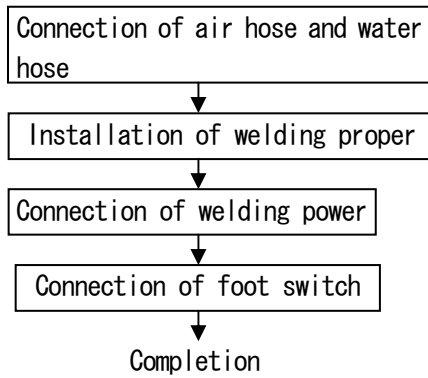 Connection of air hose and water
hose
Installation of welding proper
Connection of welding power
Connection of foot switch
Completion